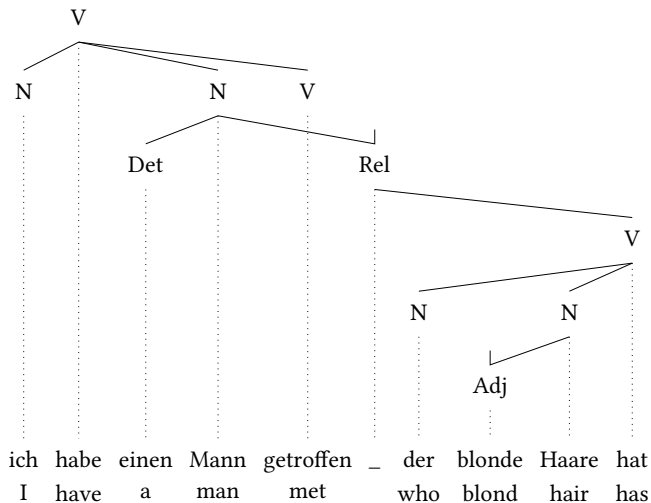 V
N N V
Det Rel
V
N N
Adj
ich habe einen Mann getroffen _ der blonde Haare hat
I have a man met who blond hair has